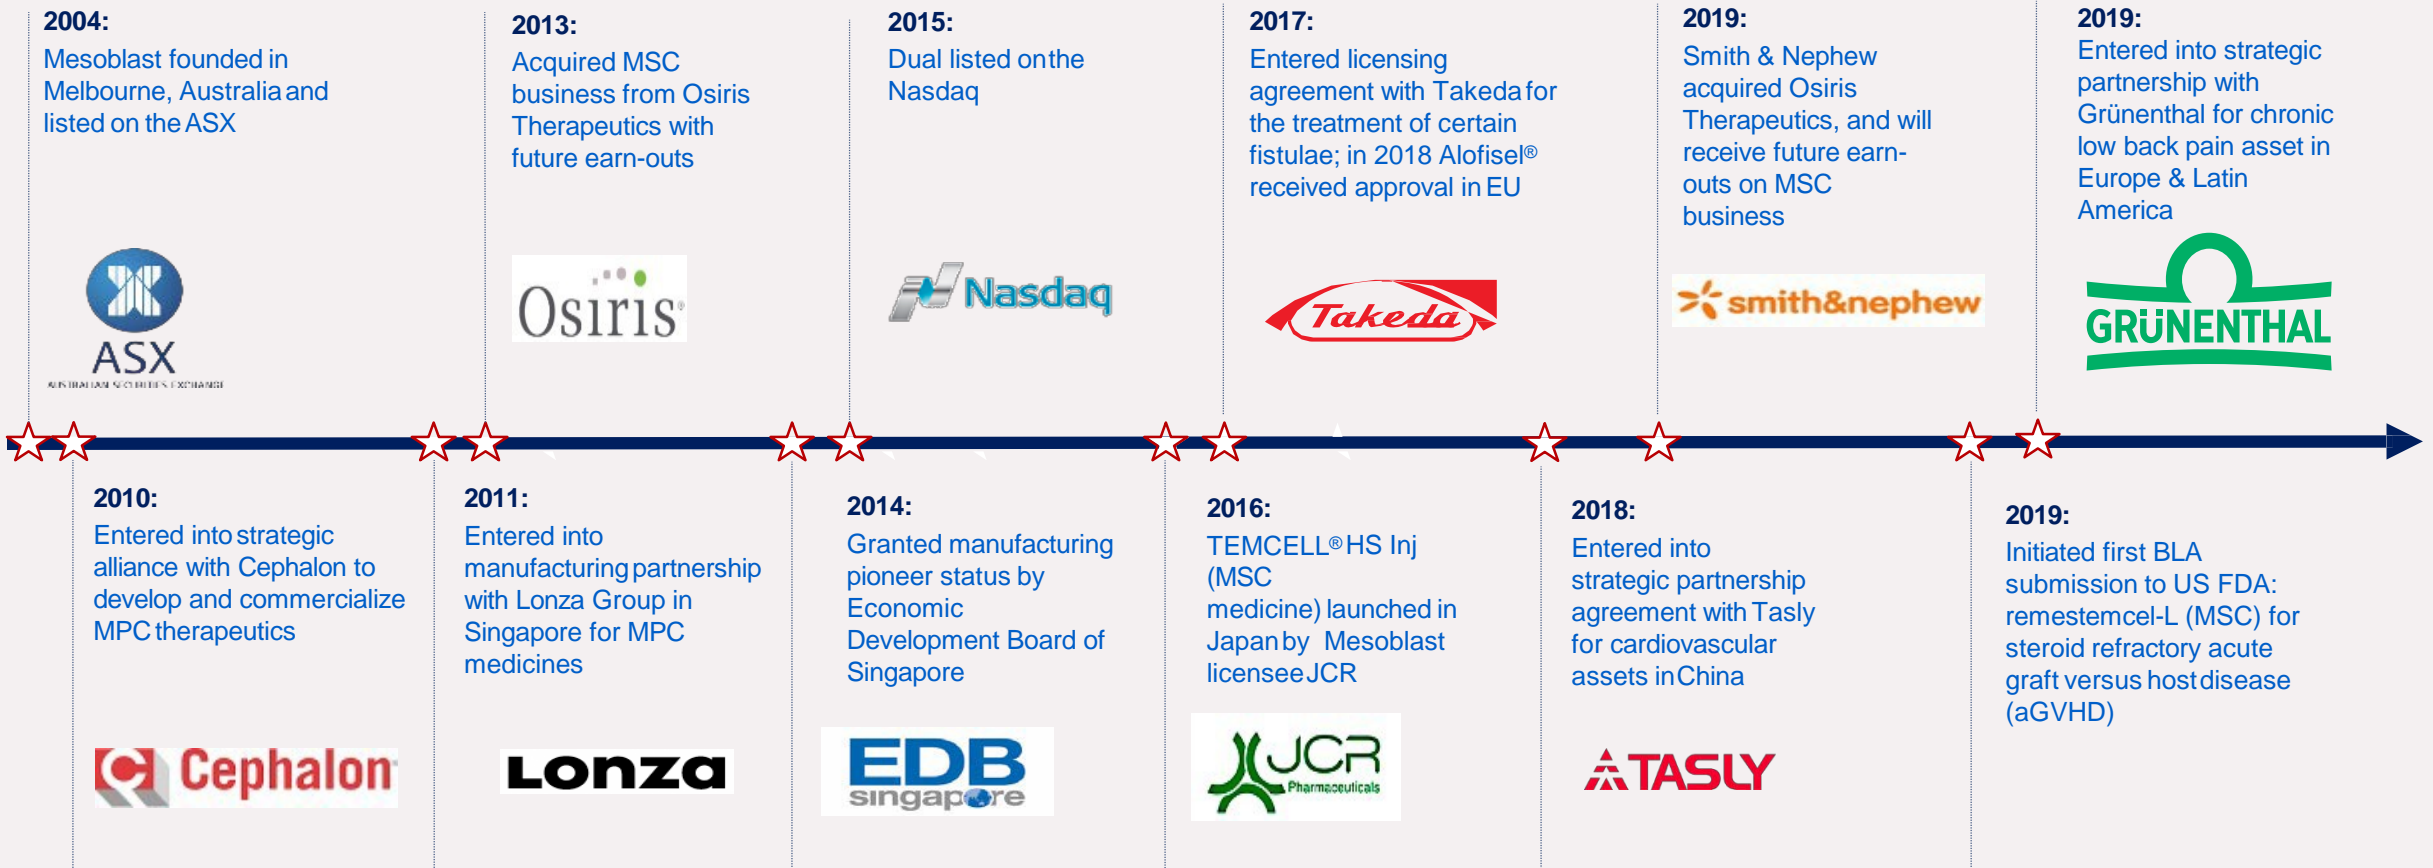 2004:
Mesoblast founded in
Melbourne, Australia and
listed on the ASX
ASX
AUSTRALIAN SECURITIES EXCHANGE
2013:
Acquired MSC
business from Osiris
Therapeutics with
future earn-outs
Osiris®
2015:
Dual listed onthe
Nasdaq
Nasdaq
2017:
Entered licensing
agreement with Takeda for
the treatment of certain
fistulae; in 2018 Alofisel®
received approval in EU
Takeda
2019:
Smith & Nephew
acquired Osiris
Therapeutics, and will
receive future earn-
outs on MSC
business
smith&nephew
2019:
Entered into strategic
partnership with
Grünenthal for chronic
low back pain asset in
Europe & Latin
America
GRÜNENTHAL
2010:
Entered into strategic
alliance with Cephalon to
develop and commercialize
MPC therapeutics
Cephalon
2011:
Entered into
manufacturing partnership
with Lonza Group in
Singapore for MPC
medicines
Lonza
2014:
Granted manufacturing
pioneer status by
Economic
Development Board of
Singapore
EDB
singapore
2016:
TEMCELL® HS Inj
(MSC
medicine) launched in
Japan by Mesoblast
licensee JCR
JCR
Pharmaceuticals
2018:
Entered into
strategic partnership
agreement with Tasly
for cardiovascular
assets in China
TASLY
2019:
Initiated first BLA
submission to US FDA:
remestemcel-L (MSC) for
steroid refractory acute
graft versus host disease
(aGVHD)